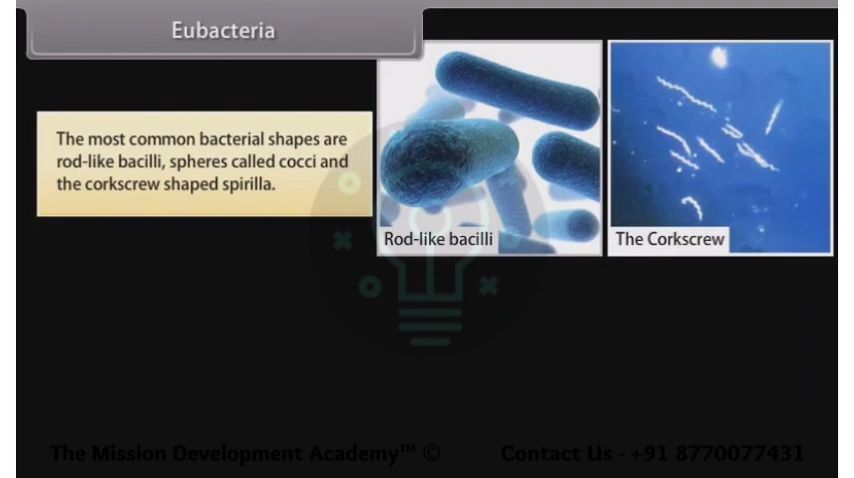 Eubacteria
The most common bacterial shapes are
rod-like bacilli, spheres called cocci and
the corkscrew shaped spirilla.
Rod-like bacilli
The Corkscrew
The Mission Development Academy™ ©
Contact Us - +91 8770077431